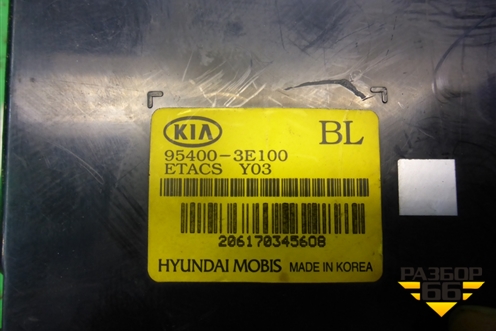 KIA
BL
95400-3E100
ETACS Y03
206170345608
HYUNDAI MOBIS MADE IN KOREA
РАЗБОР
66